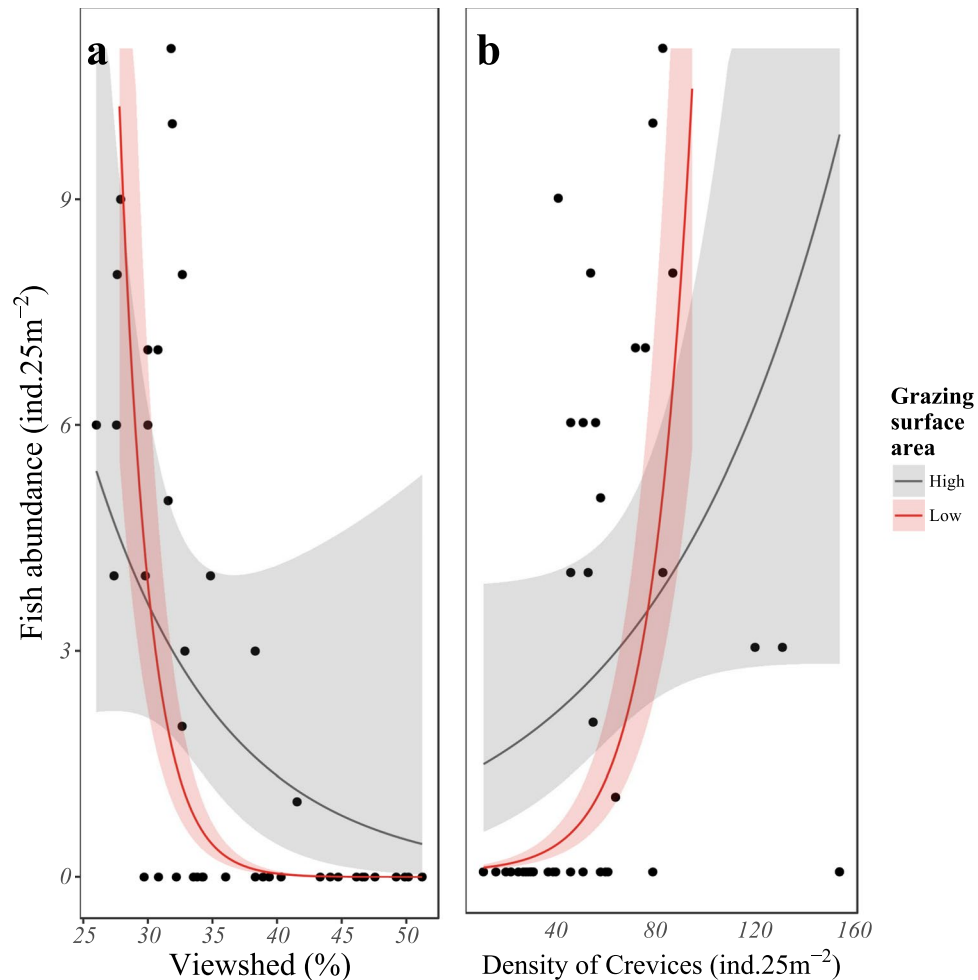 a
b
9
6
3
0
Fish abundance (ind.25m⁻²)
25 30 35 40 45 50
Viewshed (%)
40 80 120 160
Density of Crevices (ind.25m⁻²)
Grazing
surface
area
High
Low